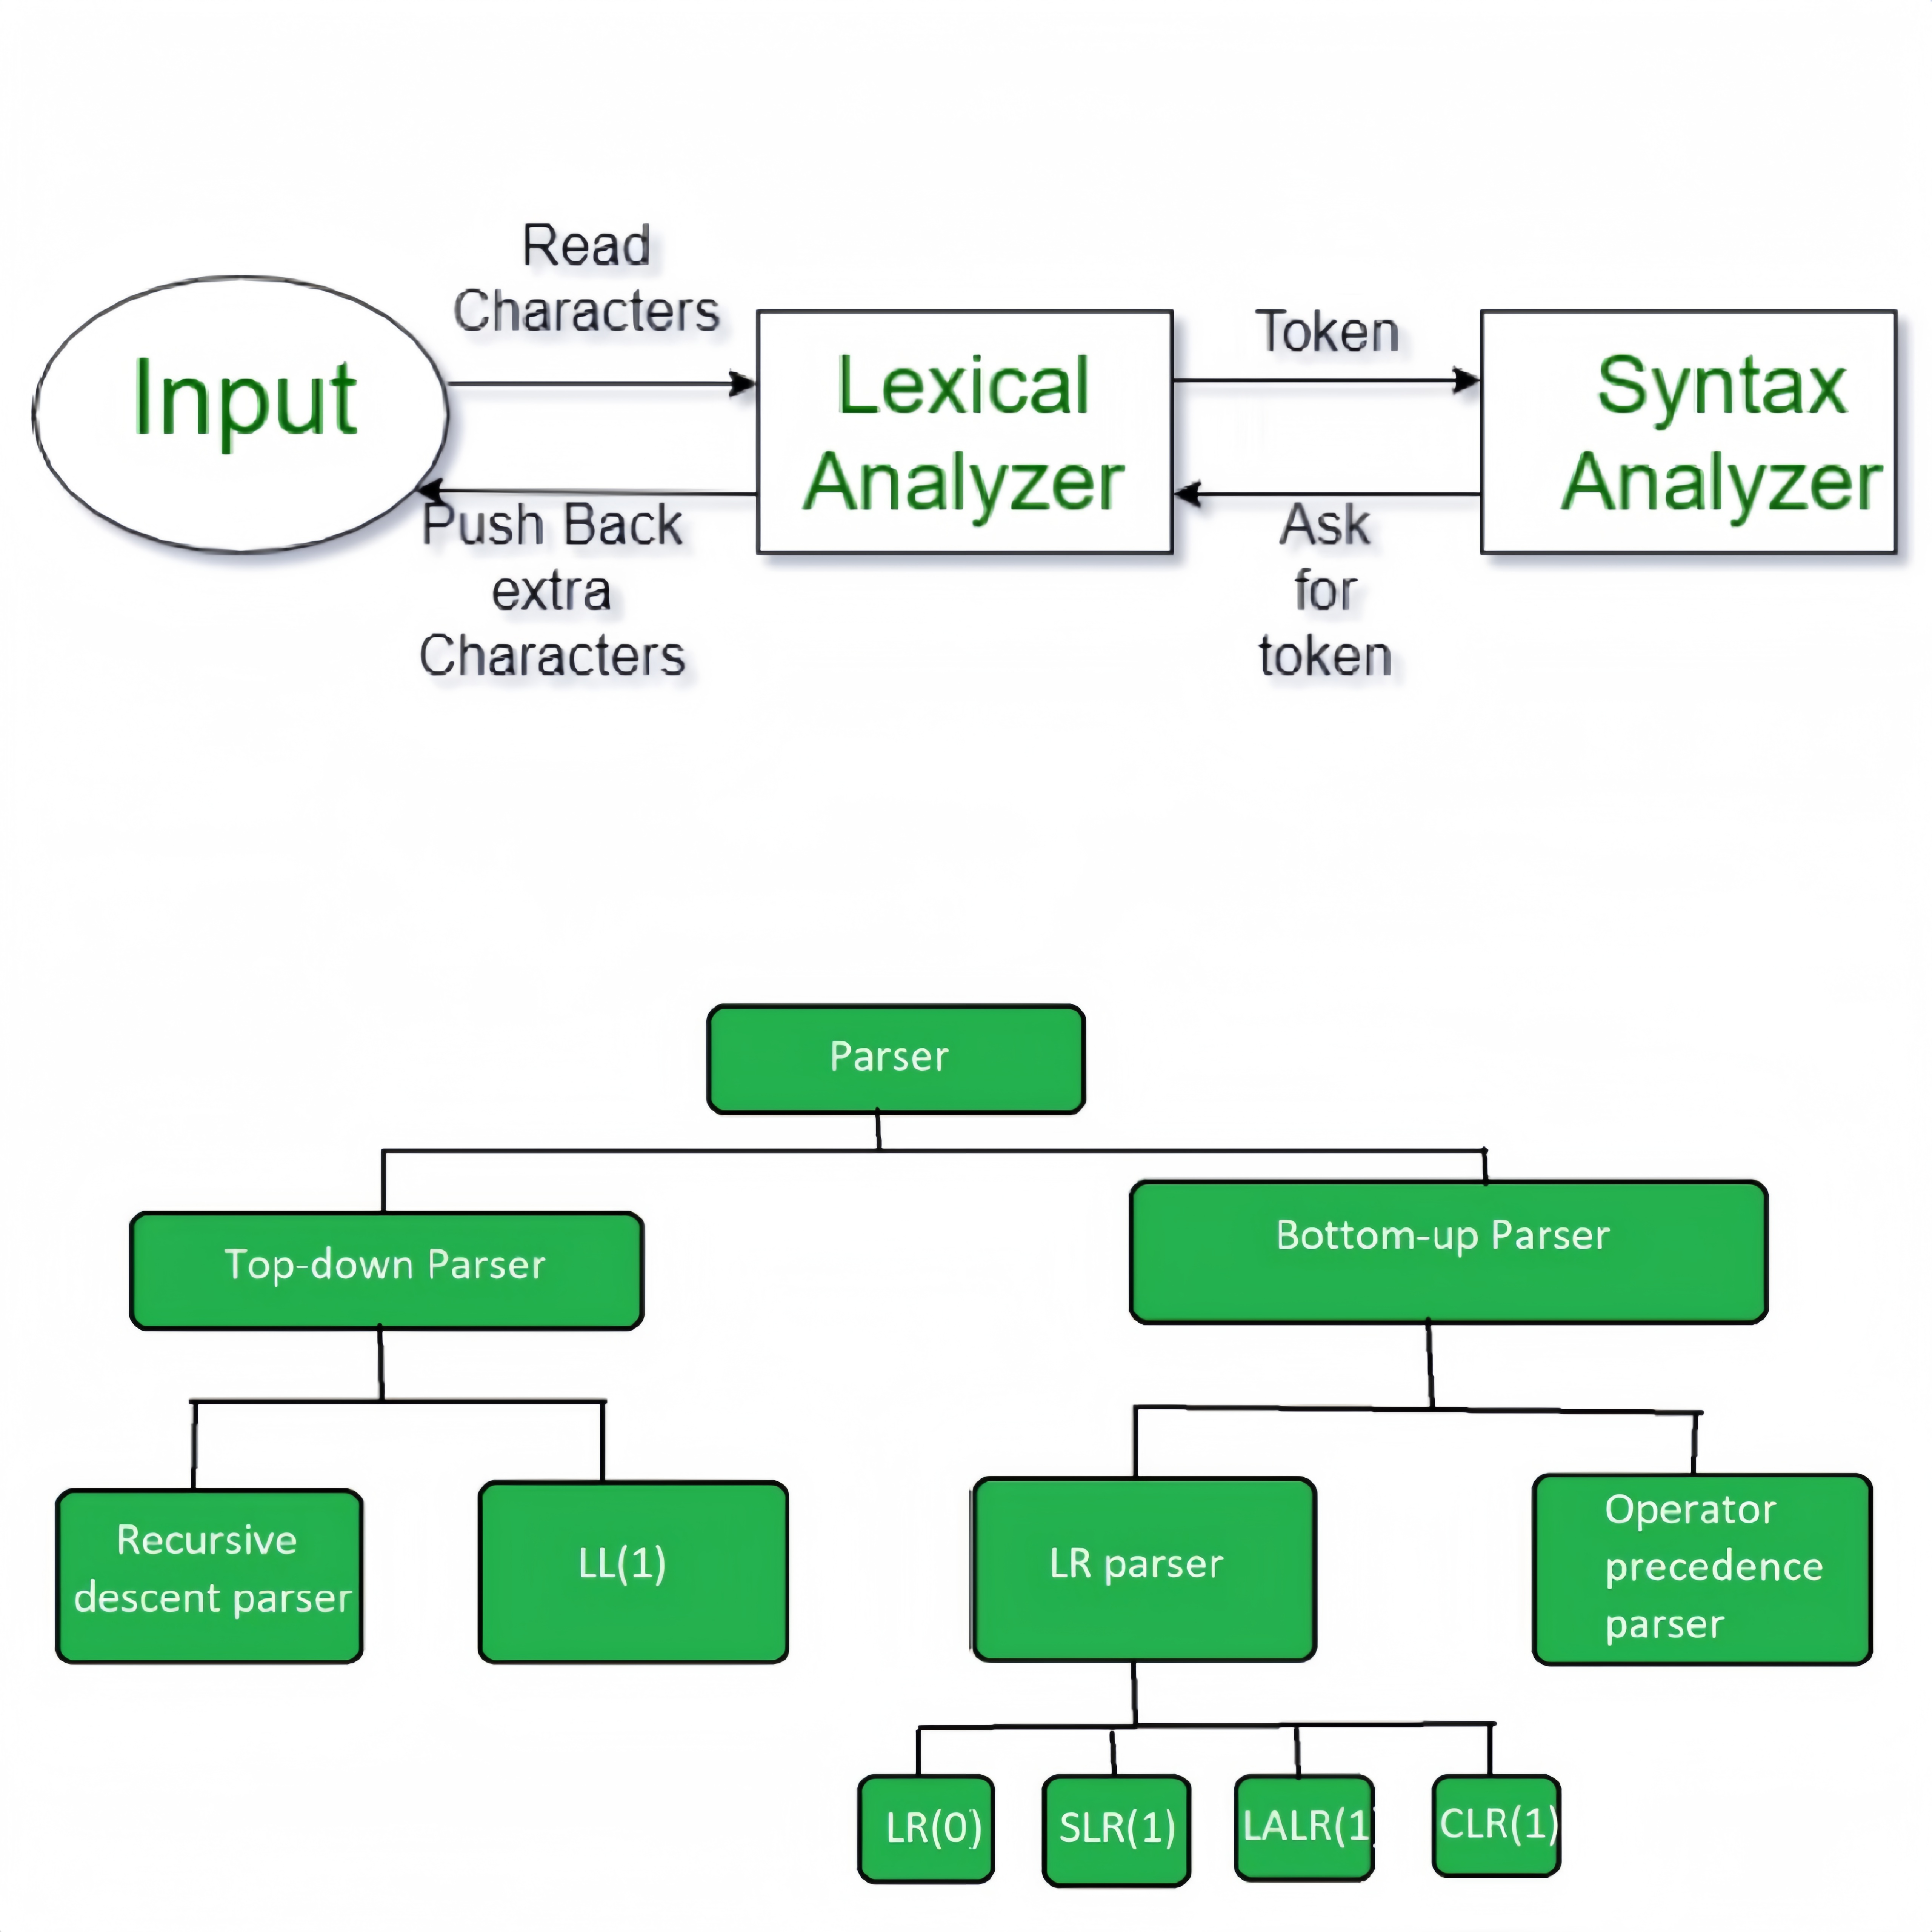 Read
Characters
Input
Lexical
Analyzer
Token
Syntax
Analyzer
Push Back
extra
Characters
Ask
for
token
Parser
Top-down Parser
Bottom-up Parser
Recursive
descent parser
LL(1)
LR parser
Operator
precedence
parser
LR(0)
SLR(1)
LALR(1
CLR(1)